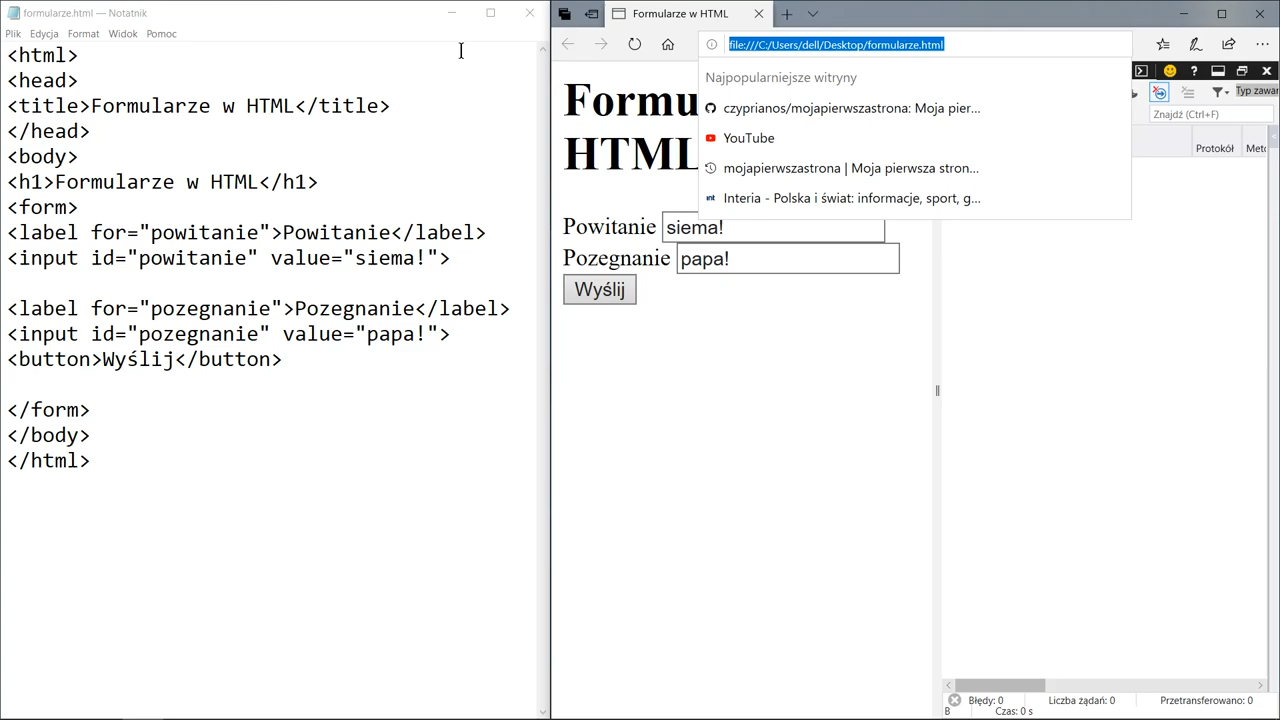 formularze.html — Notatnik
Plik Edycja Format Widok Pomoc
<html>
<head>
<title>Formularze w HTML</title>
</head>
<body>
<h1>Formularze w HTML</h1>
<form>
<label for="powitanie">Powitanie</label>
<input id="powitanie" value="siema!">
<label for="pozegnanie">Pozegnanie</label>
<input id="pozegnanie" value="papa!">
<button>Wyślij</button>
</form>
</body>
</html>
Formularze w HTML
file:///C:/Users/dell/Desktop/formularze.html
Najpopularniejsze witryny
czyprianos/mojapierwszastrona: Moja pier...
YouTube
mojapierwszastrona | Moja pierwsza stron...
int Interia - Polska i świat: informacje, sport, g...
Formu
HTML
Powitanie siema!
Pozegnanie papa!
Wyślij
Typ zawar
Znajdź (Ctrl+F)
Protokół Meto
Błędy: 0 Liczba żądań: 0 Przetransferowano: 0
B Czas: 0 s